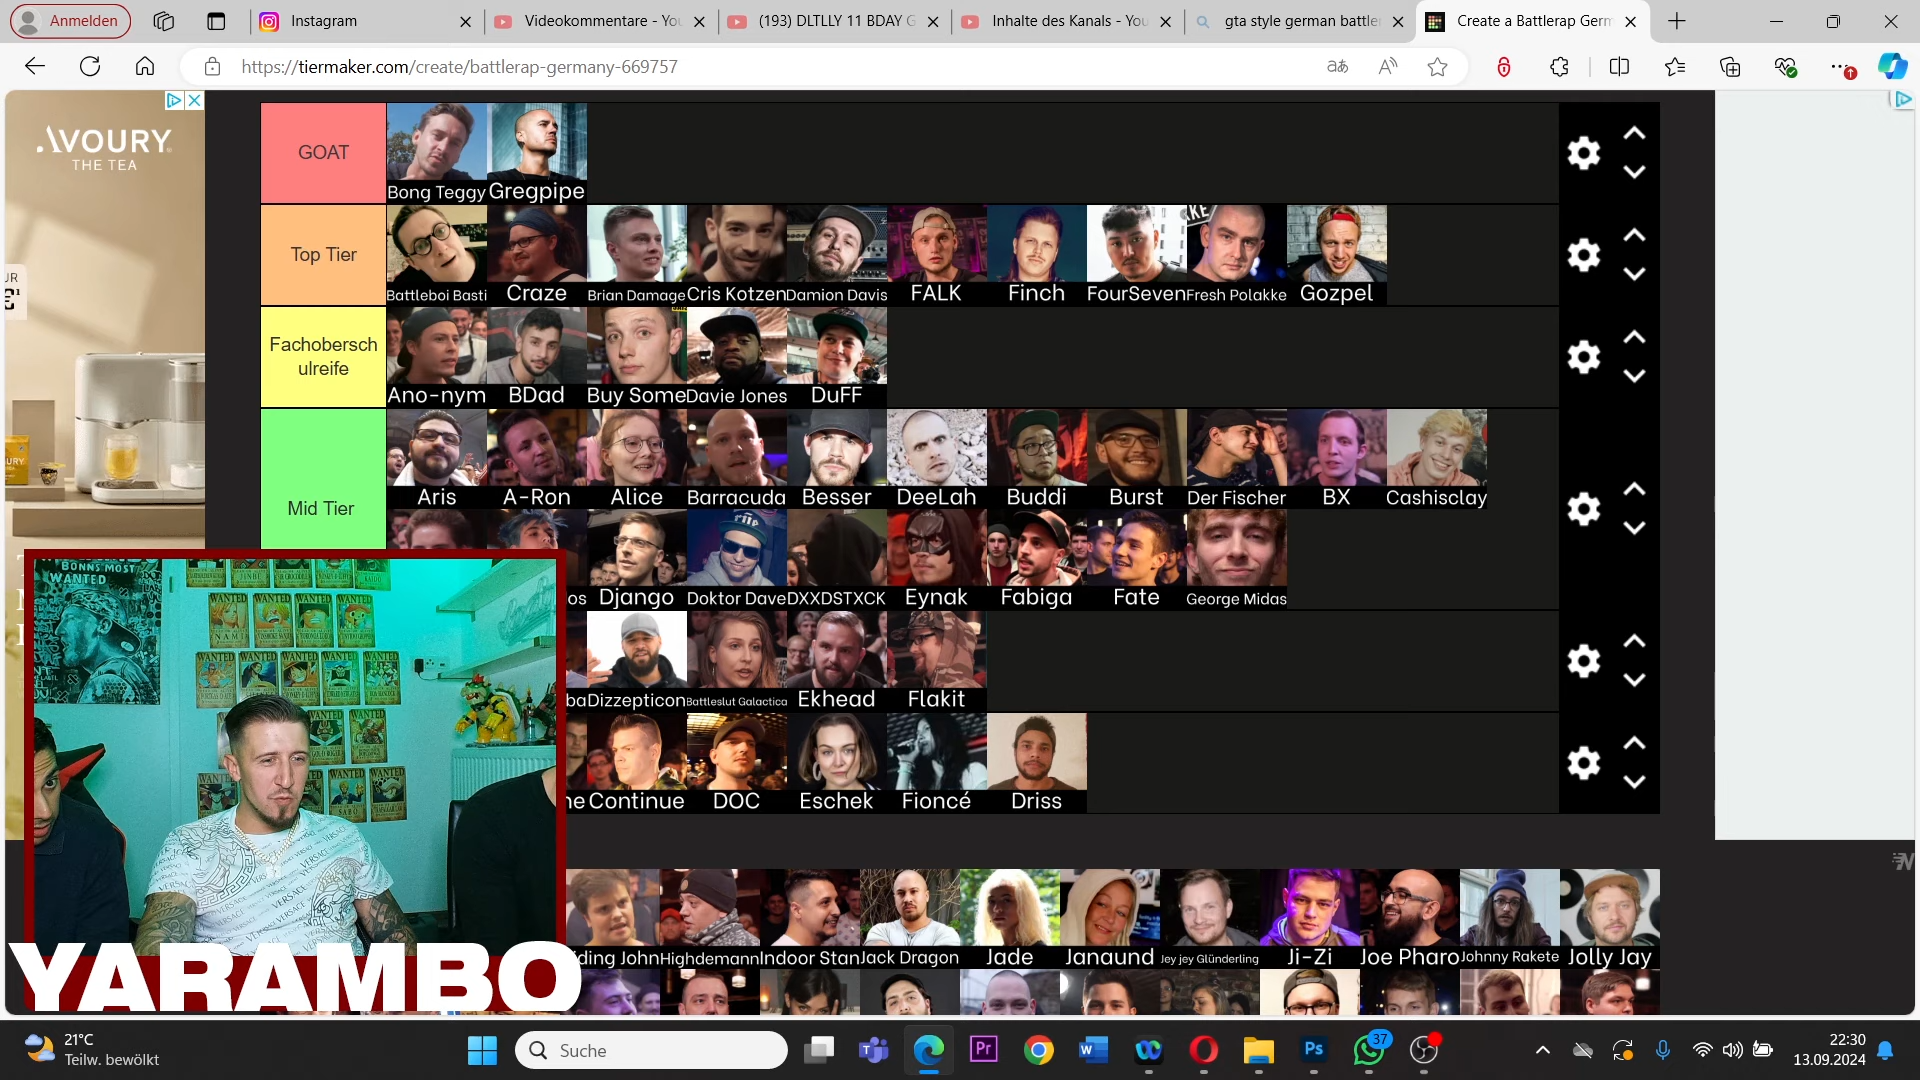 Anmelden
Instagram
Videokommentare - You
(193) DLTLLY 11 BDAY G
Inhalte des Kanals - You
gta style german battler
Create a Battlerap Germ
https://tiermaker.com/create/battlerap-germany-669757
AVOURY
THE TEA
GOAT
Bong Teggy
Gregpipe
Top Tier
Battleboi Basti
Craze
Brian Damage
Cris Kotzen
Damion Davis
FALK
Finch
FourSeven
Fresh Polakke
Gozpel
Fachobersch
ulreife
Ano-nym
BDad
Buy Some
Davie Jones
DuFF
Mid Tier
Aris
A-Ron
Alice
Barracuda
Besser
DeeLah
Buddi
Burst
Der Fischer
BX
Cashisclay
os
Django
Doktor Dave
DXXDSTXCK
Eynak
Fabiga
Fate
George Midas
ba
Dizzepticon
Battleslut Galactica
Ekhead
Flakit
ne
Continue
DOC
Eschek
Fioncé
Driss
BONNS MOST
WANTED
YARAMBO
ding John
Highdemann
Indoor Stan
Jack Dragon
Jade
Janaund
Jey jey Glünderling
Ji-Zi
Joe Pharo
Johnny Rakete
Jolly Jay
21°C
Teilw. bewölkt
Suche
37
22:30
13.09.2024